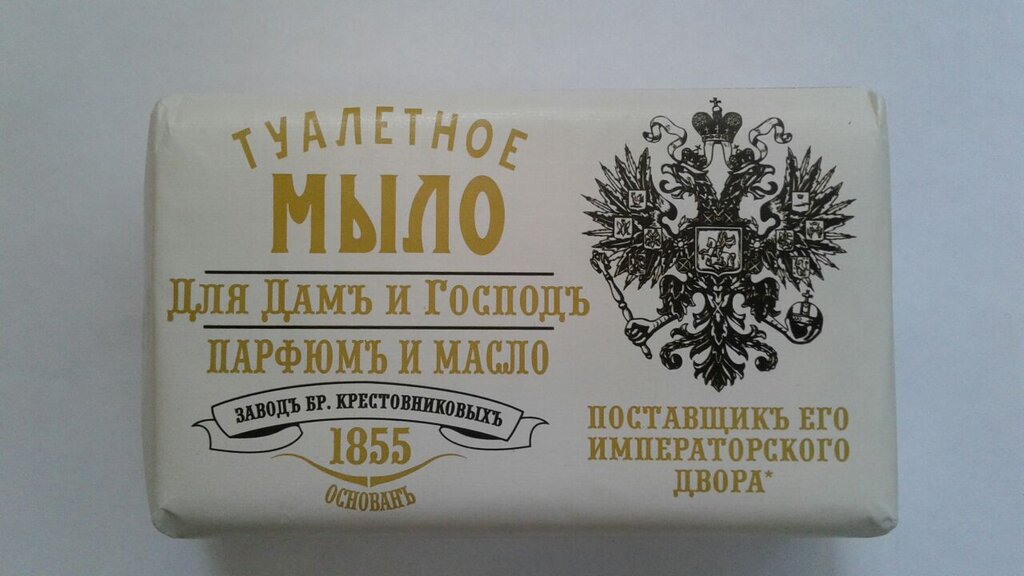 ТУАЛЕТНОЕ
МЫЛО
Для Дамъ и Господъ
ПАРФЮМЪ И МАСЛО
ЗАВОДЪ БР. КРЕСТОВНИКОВЫХЪ
1855
ОСНОВАНЪ
ПОСТАВЩИКЪ ЕГО
ИМПЕРАТОРСКОГО
ДВОРА*